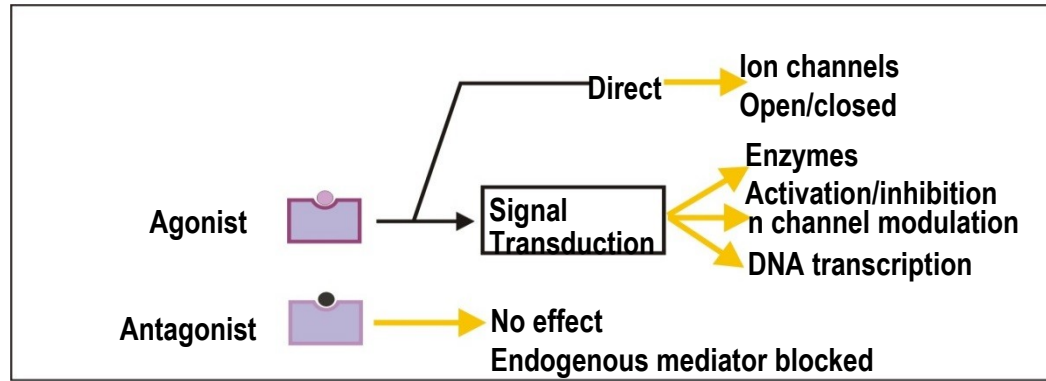 Direct
Ion channels
Open/closed
Agonist
Signal
Transduction
Enzymes
Activation/inhibition
n channel modulation
DNA transcription
Antagonist
No effect
Endogenous mediator blocked